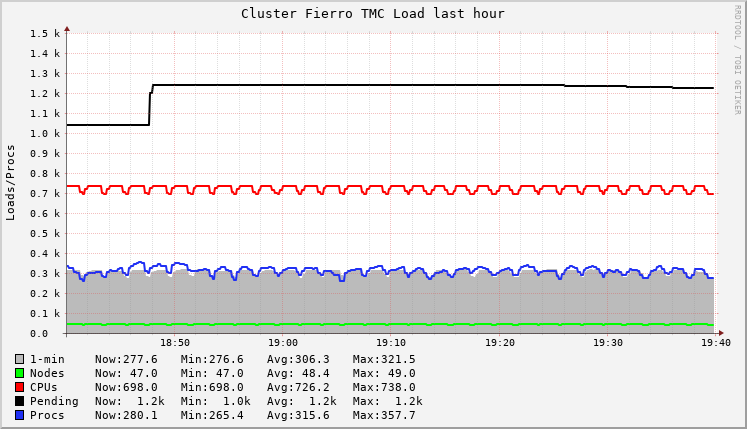 Cluster Fierro TMC Load last hour
RRDTOOL / TOBI OETIKER
Loads/Procs
1.5 k
1.4 k
1.3 k
1.2 k
1.1 k
1.0 k
0.9 k
0.8 k
0.7 k
0.6 k
0.5 k
0.4 k
0.3 k
0.2 k
0.1 k
0.0
18:50 19:00 19:10 19:20 19:30 19:40
1-min Now:277.6 Min:276.6 Avg:306.3 Max:321.5
Nodes Now: 47.0 Min: 47.0 Avg: 48.4 Max: 49.0
CPUs Now:698.0 Min:698.0 Avg:726.2 Max:738.0
Pending Now: 1.2k Min: 1.0k Avg: 1.2k Max: 1.2k
Procs Now:280.1 Min:265.4 Avg:315.6 Max:357.7